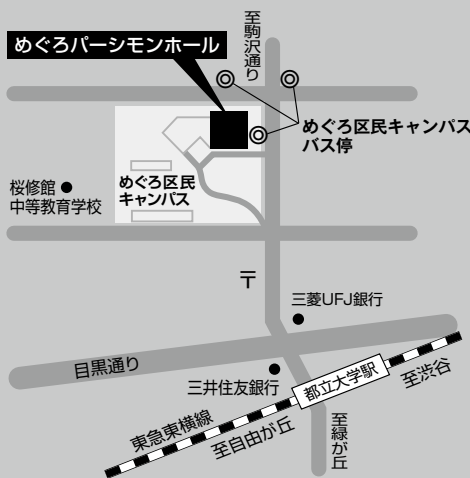 至駒沢通り
めぐろパーシモンホール
めぐろ区民キャンパス
バス停
桜修館
中等教育学校
めぐろ区民
キャンパス
〒
三菱UFJ銀行
目黒通り
三井住友銀行
都立大学駅
至渋谷
東急東横線
至自由が丘
至緑が丘